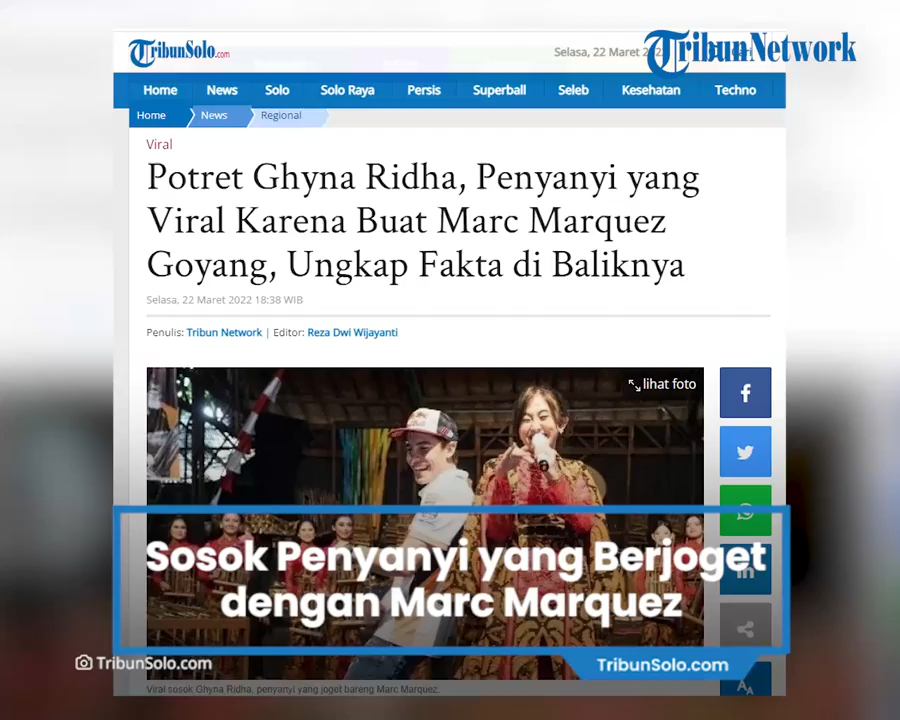 TribunSolo.com
Selasa, 22 Maret
TribunNetwork
Home News Solo Solo Raya Persis Superball Seleb Kesehatan Techno
Home News Regional
Viral
Potret Ghyna Ridha, Penyanyi yang
Viral Karena Buat Marc Marquez
Goyang, Ungkap Fakta di Baliknya
Selasa, 22 Maret 2022 18:38 WIB
Penulis: Tribun Network | Editor: Reza Dwi Wijayanti
lihat foto
Sosok Penyanyi yang Berjoget
dengan Marc Marquez
TribunSolo.com
TribunSolo.com
Viral sosok Ghyna Ridha, penyanyi yang joget bareng Marc Marquez.
AA